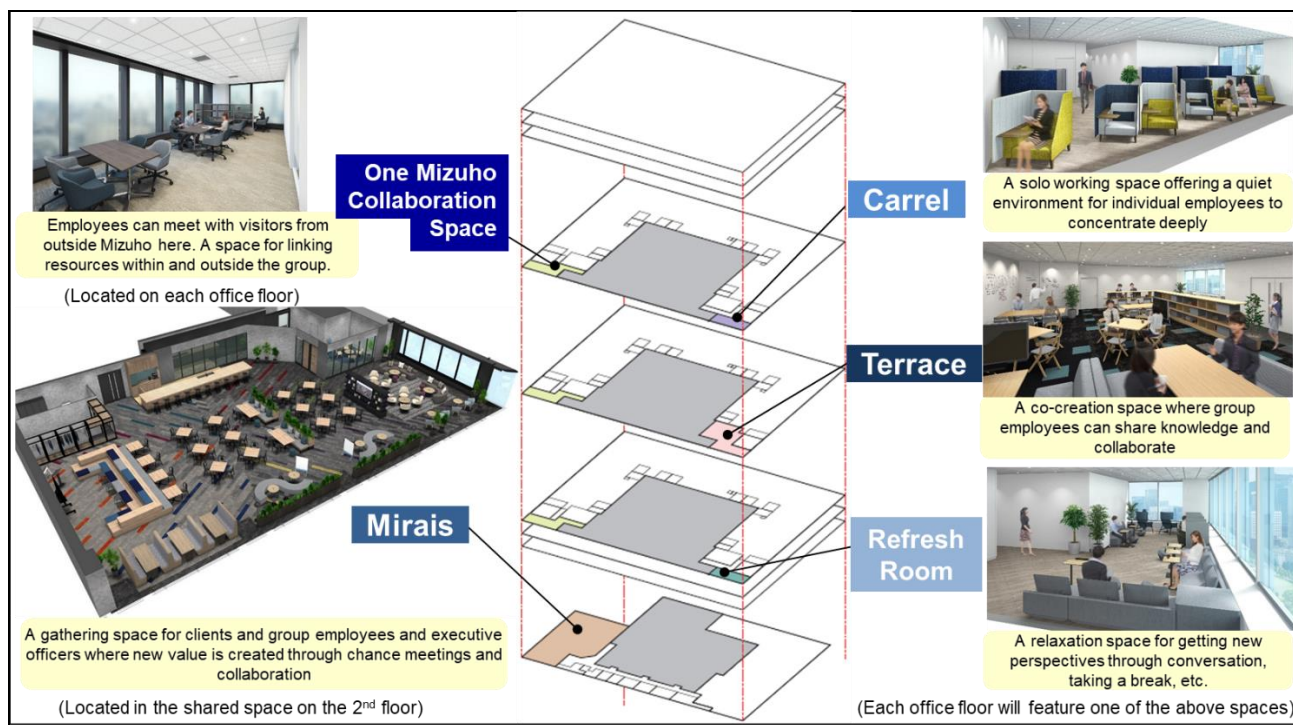 One Mizuho
Collaboration
Space
Employees can meet with visitors from
outside Mizuho here. A space for linking
resources within and outside the group.
(Located on each office floor)
Mirais
A gathering space for clients and group employees and executive
officers where new value is created through chance meetings and
collaboration
(Located in the shared space on the 2nd floor)
Carrel
A solo working space offering a quiet
environment for individual employees to
concentrate deeply
Terrace
A co-creation space where group
employees can share knowledge and
collaborate
Refresh
Room
A relaxation space for getting new
perspectives through conversation,
taking a break, etc.
(Each office floor will feature one of the above spaces)